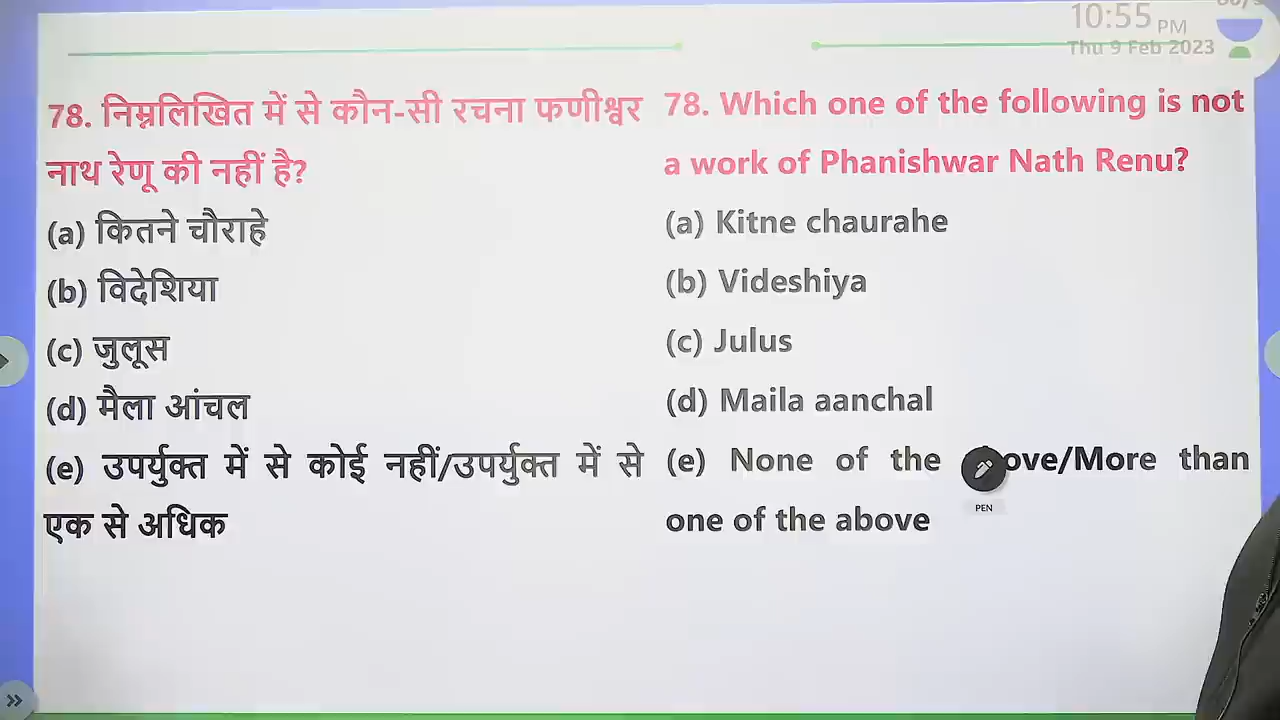 10:55 PM
Thu 9 Feb 2023
78. निम्नलिखित में से कौन-सी रचना फणीश्वर
नाथ रेणू की नहीं है?
(a) कितने चौराहे
(b) विदेशिया
(c) जुलूस
(d) मैला आंचल
(e) उपर्युक्त में से कोई नहीं/उपर्युक्त में से
एक से अधिक
78. Which one of the following is not
a work of Phanishwar Nath Renu?
(a) Kitne chaurahe
(b) Videshiya
(c) Julus
(d) Maila aanchal
(e) None of the ove/More than
one of the above
PEN